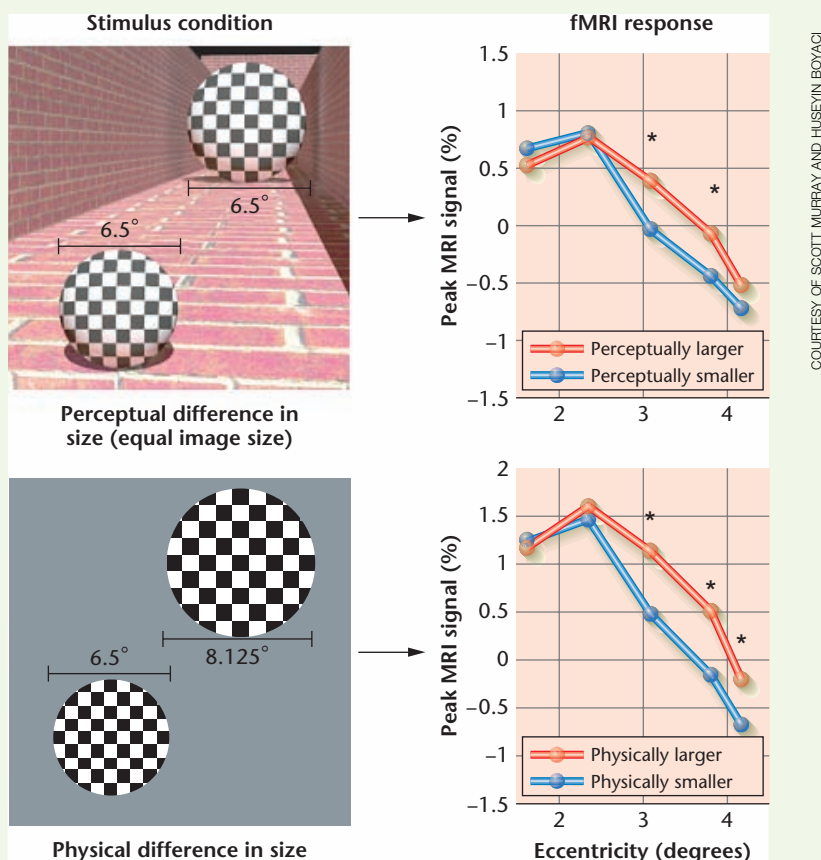 Stimulus condition
fMRI response
6.5°
6.5°
Peak MRI signal (%)
1.5
1
0.5
0
−0.5
−1
−1.5
Perceptually larger
Perceptually smaller
2 3 4
* *
Perceptual difference in
size (equal image size)
6.5°
8.125°
Peak MRI signal (%)
2
1.5
1
0.5
0
−0.5
−1
−1.5
* * *
Physically larger
Physically smaller
2 3 4
Physical difference in size
Eccentricity (degrees)
COURTESY OF SCOTT MURRAY AND HUSEYIN BOYACI